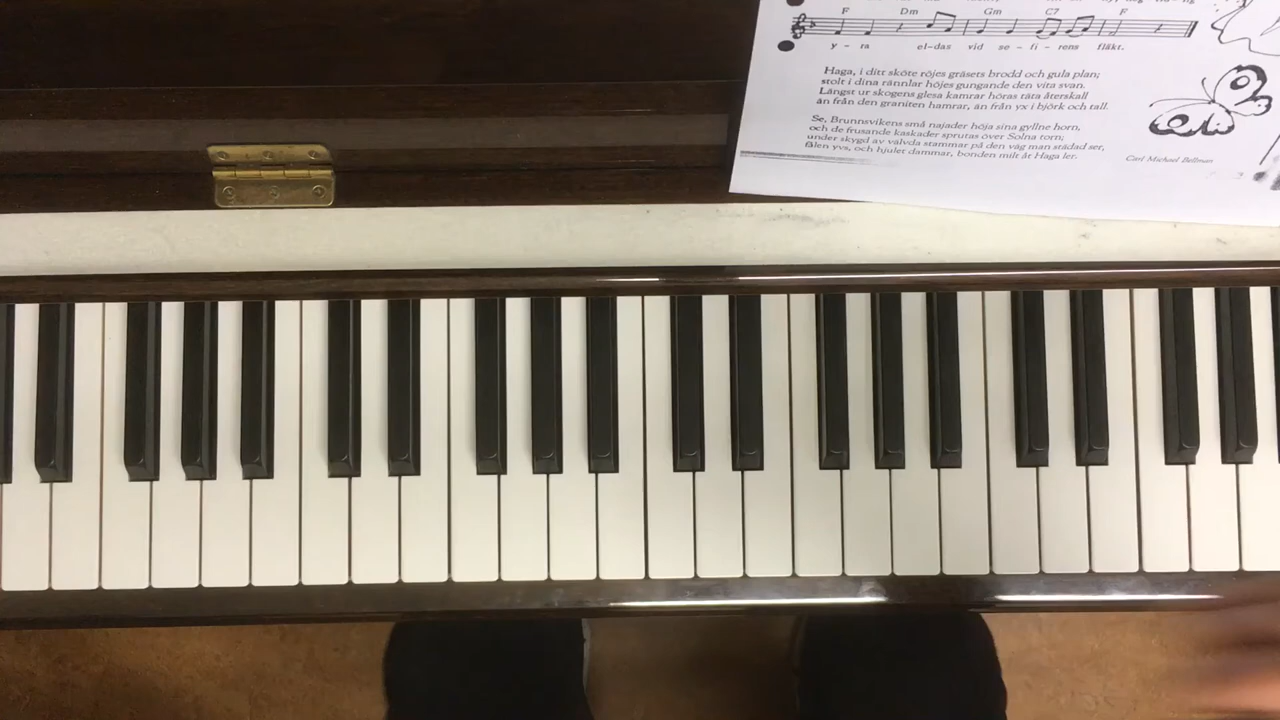 F Dm Gm C7 F
y - ra el-das vid se - fi - rens fläkt.
Haga, i ditt sköte röjes gräsets brodd och gula plan;
stolt i dina rännlar höjes gungande den vita svan.
Längst ur skogens glesa kamrar höras täta återskall
än från den graniten hamrar, än från yx i björk och tall.
Se, Brunnsvikens små najader höja sina gyllne horn,
och de frusande kaskader sprutas över Solna torn;
under skygd av välvda stammar på den väg man städad ser,
fålen yvs, och hjulet dammar, bonden milt åt Haga ler.
Carl Michael Bellman